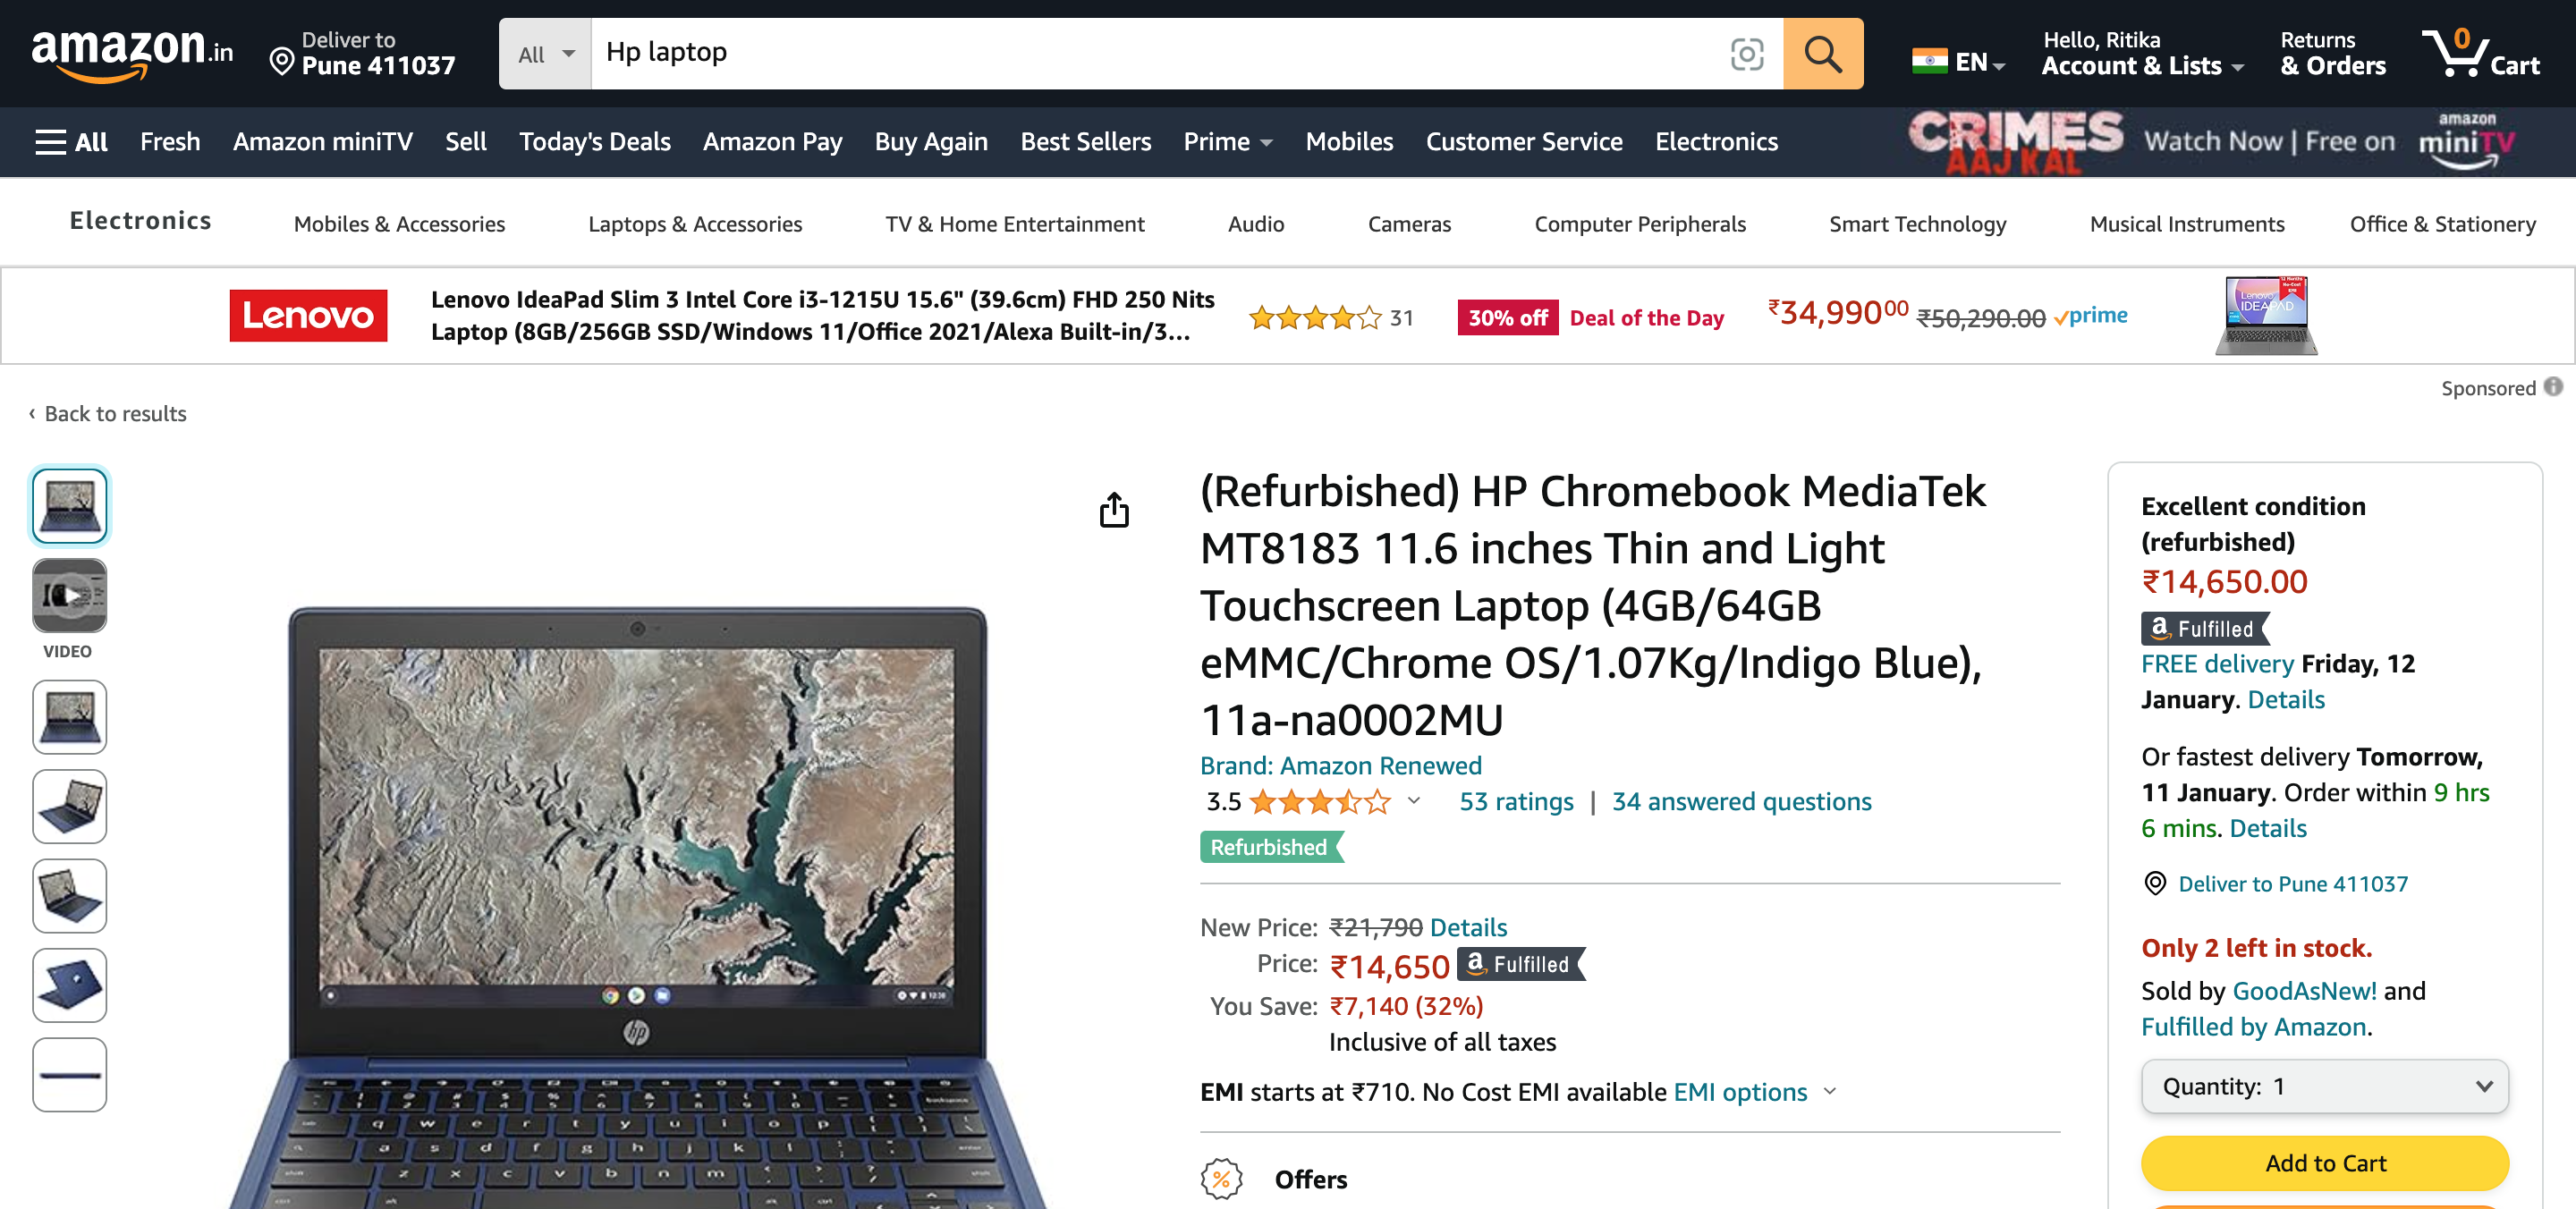 amazon.in
Deliver to
Pune 411037
All
Hp laptop
EN
Hello, Ritika
Account & Lists
Returns
& Orders
0
Cart
All
Fresh
Amazon miniTV
Sell
Today's Deals
Amazon Pay
Buy Again
Best Sellers
Prime
Mobiles
Customer Service
Electronics
CRIMES
AAJ KAL
Watch Now | Free on
amazon
miniTV
Electronics
Mobiles & Accessories
Laptops & Accessories
TV & Home Entertainment
Audio
Cameras
Computer Peripherals
Smart Technology
Musical Instruments
Office & Stationery
Lenovo
Lenovo IdeaPad Slim 3 Intel Core i3-1215U 15.6" (39.6cm) FHD 250 Nits
Laptop (8GB/256GB SSD/Windows 11/Office 2021/Alexa Built-in/3...
31
30% off
Deal of the Day
₹34,99000
₹50,290.00
prime
Lenovo
IDEAPAD
Sponsored
‹ Back to results
VIDEO
hp
(Refurbished) HP Chromebook MediaTek
MT8183 11.6 inches Thin and Light
Touchscreen Laptop (4GB/64GB
eMMC/Chrome OS/1.07Kg/Indigo Blue),
11a-na0002MU
Brand: Amazon Renewed
3.5
53 ratings | 34 answered questions
Refurbished
New Price: ₹21,790 Details
Price: ₹14,650 a Fulfilled
You Save: ₹7,140 (32%)
Inclusive of all taxes
EMI starts at ₹710. No Cost EMI available EMI options
% Offers
Excellent condition
(refurbished)
₹14,650.00
a Fulfilled
FREE delivery Friday, 12
January. Details
Or fastest delivery Tomorrow,
11 January. Order within 9 hrs
6 mins. Details
Deliver to Pune 411037
Only 2 left in stock.
Sold by GoodAsNew! and
Fulfilled by Amazon.
Quantity: 1
Add to Cart